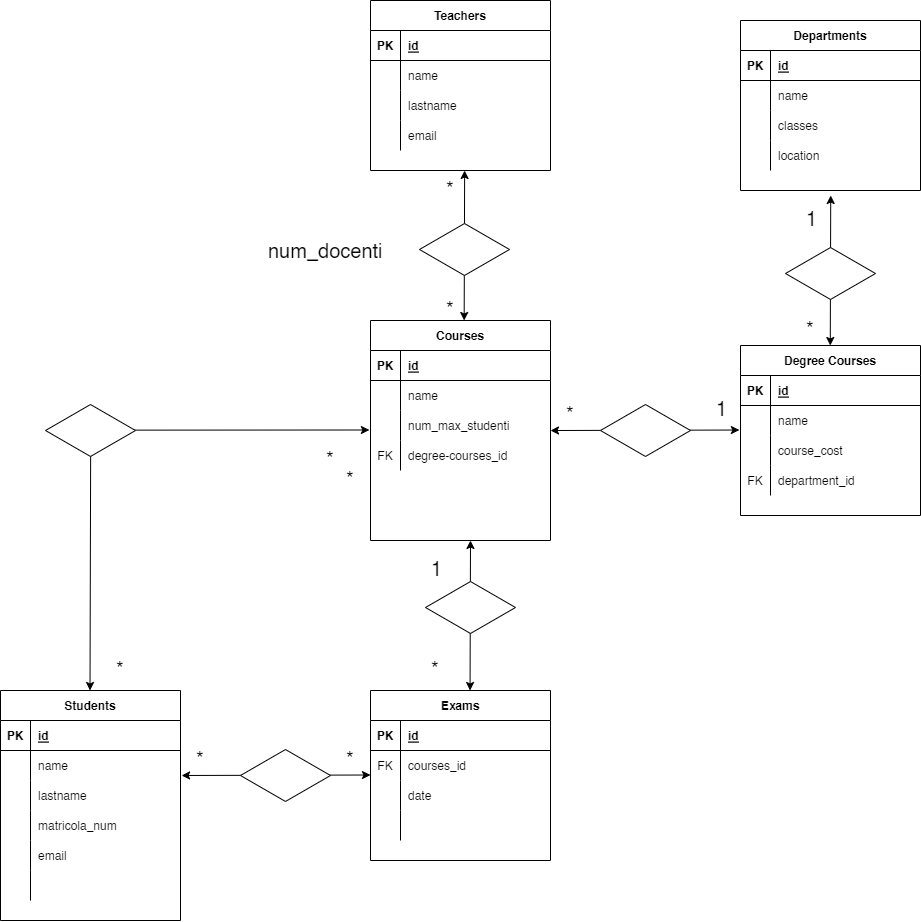 Teachers
PK id
name
lastname
email
*
Departments
PK id
name
classes
location
1
num_docenti
*
*
Courses
PK id
name
num_max_studenti
FK degree-courses_id
*
1
Degree Courses
PK id
name
course_cost
FK department_id
*
*
1
*
*
Students
PK id
name
lastname
matricola_num
email
*
*
Exams
PK id
FK courses_id
date